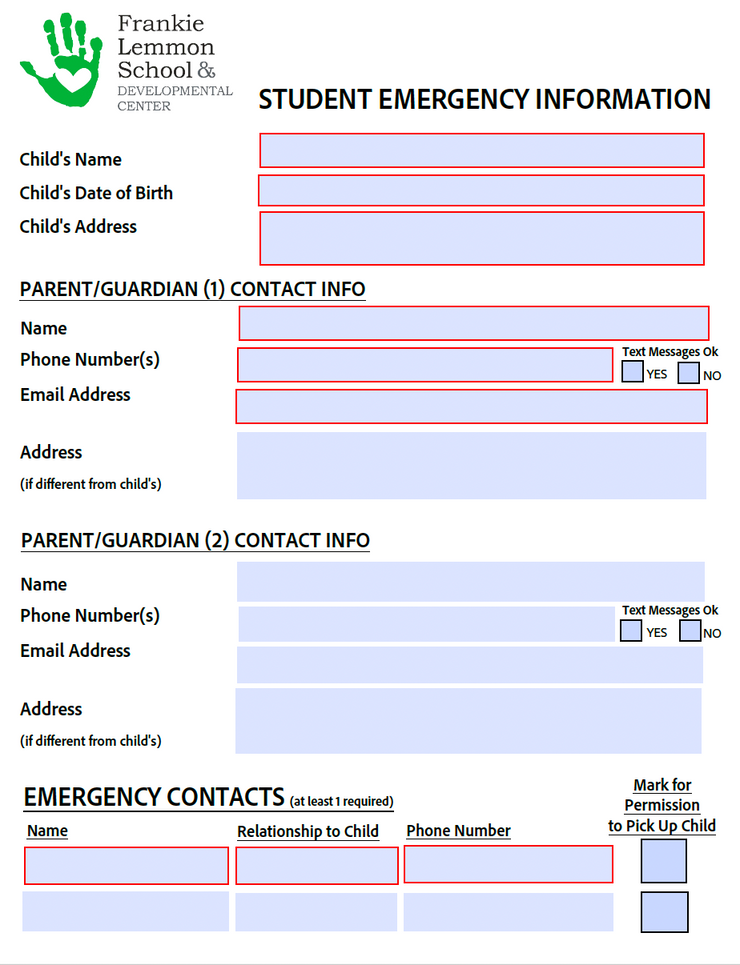 Frankie
Lemmon
School &
DEVELOPMENTAL
CENTER
STUDENT EMERGENCY INFORMATION
Child's Name
Child's Date of Birth
Child's Address
PARENT/GUARDIAN (1) CONTACT INFO
Name
Phone Number(s)
Text Messages Ok
YES NO
Email Address
Address
(if different from child's)
PARENT/GUARDIAN (2) CONTACT INFO
Name
Phone Number(s)
Text Messages Ok
YES NO
Email Address
Address
(if different from child's)
EMERGENCY CONTACTS (at least 1 required)
Mark for
Permission
to Pick Up Child
Name Relationship to Child Phone Number